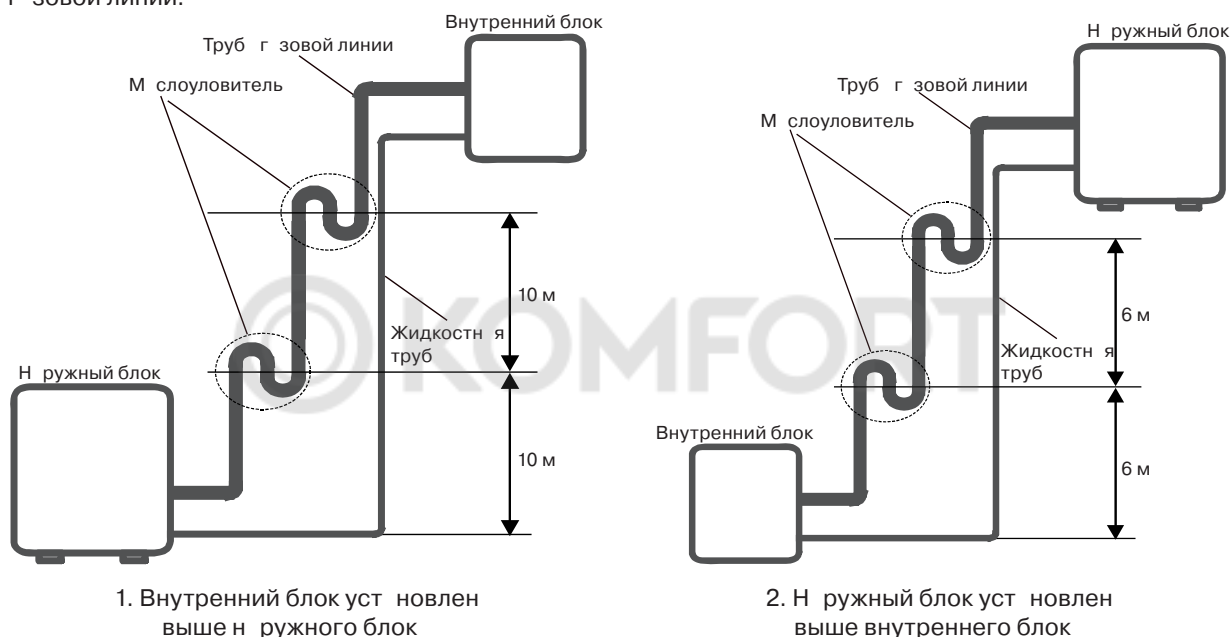 г зовой линии.
Внутренний блок
Труб г зовой линии
М слоуловитель
10 м
Жидкостн я
труб
Н ружный блок
10 м
1. Внутренний блок уст новлен
выше н ружного блок
Н ружный блок
Труб г зовой линии
М слоуловитель
6 м
Жидкостн я
труб
Внутренний блок
6 м
2. Н ружный блок уст новлен
выше внутреннего блок
KOMFORT